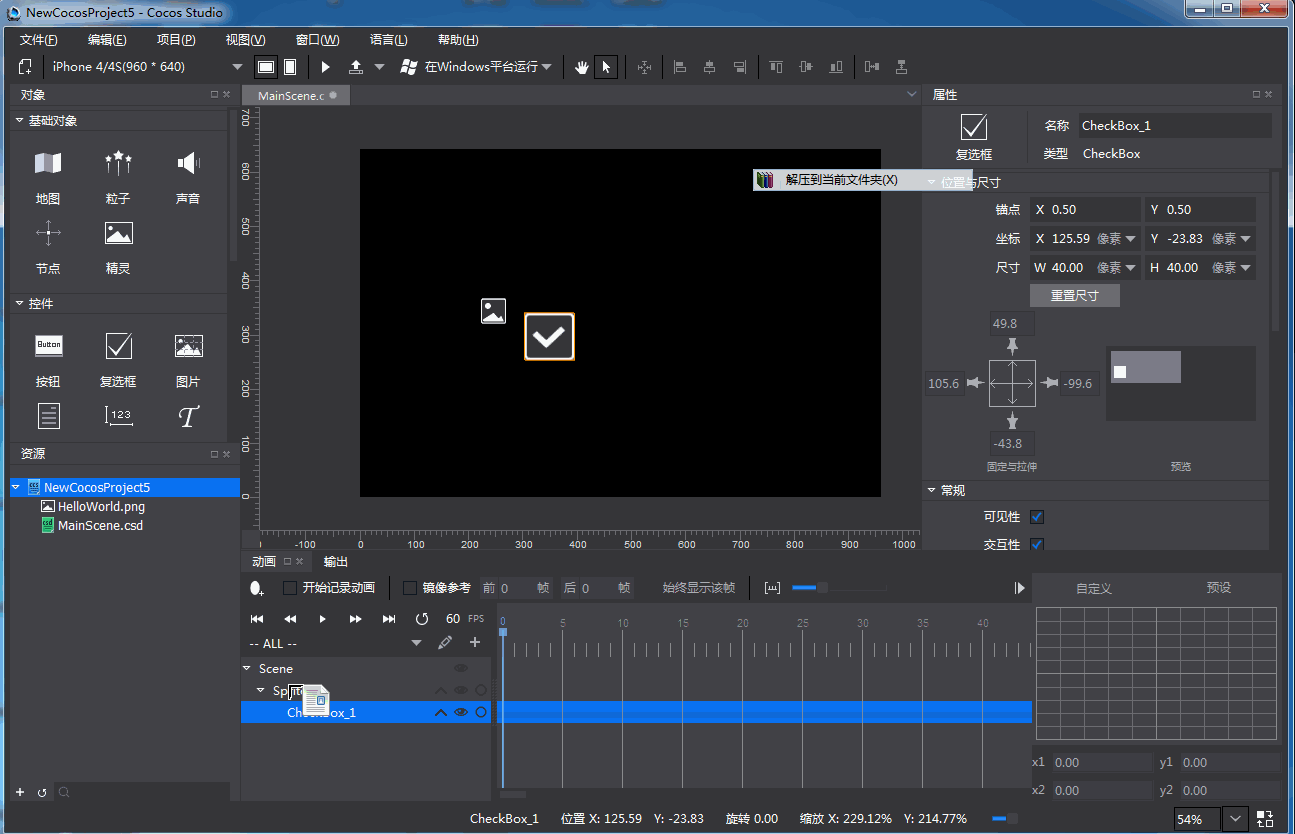 NewCocosProject5 - Cocos Studio
文件(F) 编辑(E) 项目(P) 视图(V) 窗口(W) 语言(L) 帮助(H)
iPhone 4/4S(960 * 640) 在Windows平台运行
对象
基础对象
地图 粒子 声音
节点 精灵
控件
Button
按钮 复选框 图片
123 T
资源
NewCocosProject5
HelloWorld.png
MainScene.csd
MainScene.c
700
600
500
400
300
200
100
0
-100 0 100 200 300 400 500 600 700 800 900 1000
解压到当前文件夹(X)
属性
复选框
名称 CheckBox_1
类型 CheckBox
位置与尺寸
锚点 X 0.50 Y 0.50
坐标 X 125.59 像素 Y -23.83 像素
尺寸 W 40.00 像素 H 40.00 像素
重置尺寸
49.8
105.6 -99.6
-43.8
固定与拉伸 预览
常规
可见性
交互性
动画 输出
开始记录动画 镜像参考 前 0 帧 后 0 帧 始终显示该帧
60 FPS
-- ALL --
0 5 10 15 20 25 30 35 40
Scene
CheckBox_1
自定义 预设
x1 0.00 y1 0.00
x2 0.00 y2 0.00
CheckBox_1 位置 X: 125.59 Y: -23.83 旋转 0.00 缩放 X: 229.12% Y: 214.77%
54%